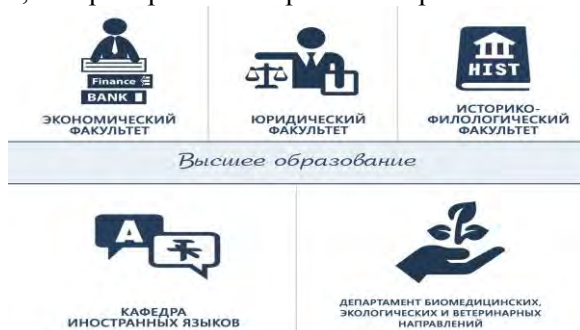 Finance
BANK
HIST
ЭКОНОМИЧЕСКИЙ
ФАКУЛЬТЕТ
ЮРИДИЧЕСКИЙ
ФАКУЛЬТЕТ
ИСТОРИКО-
ФИЛОЛОГИЧЕСКИЙ
ФАКУЛЬТЕТ
Высшее образование
A
КАФЕДРА
ИНОСТРАННЫХ ЯЗЫКОВ
ДЕПАРТАМЕНТ БИОМЕДИЦИНСКИХ,
ЭКОЛОГИЧЕСКИХ И ВЕТЕРИНАРНЫХ
НАПРАВЛЕНИЙ